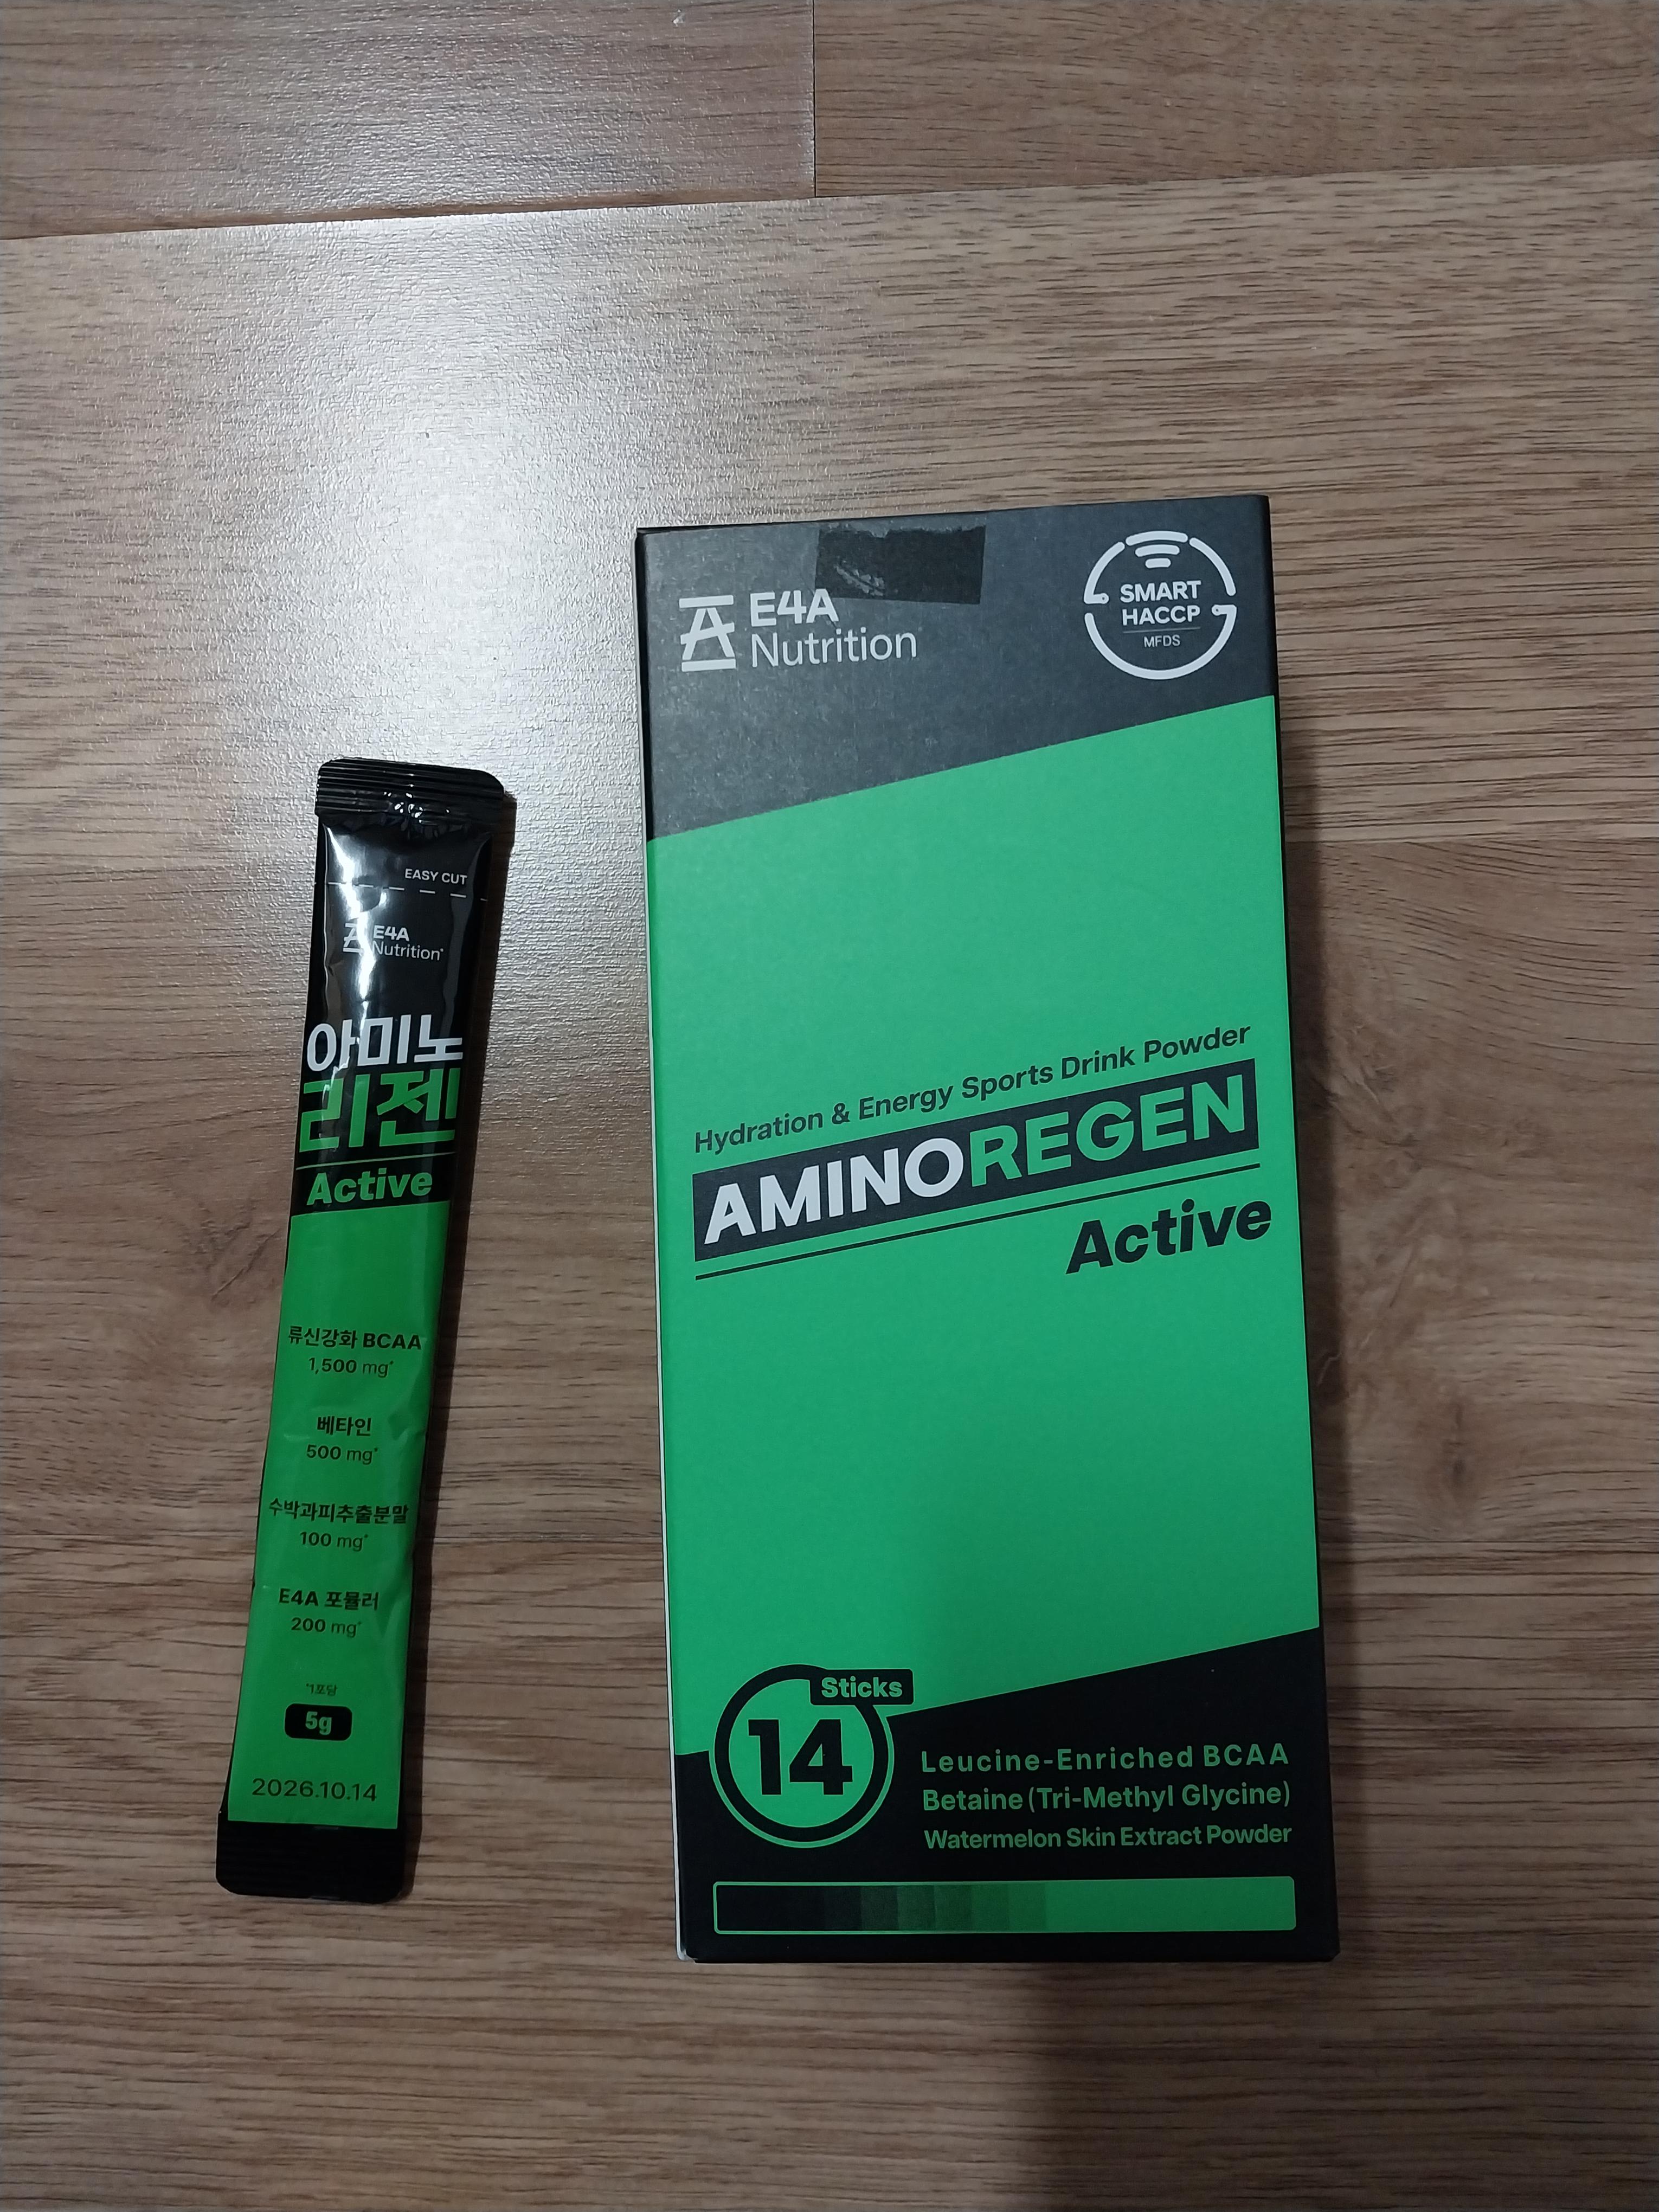 EASY CUT
E4A
Nutrition
아미노
리젠
Active
류신강화 BCAA
1,500 mg*
베타인
500 mg*
수박과피추출분말
100 mg*
E4A 포뮬러
200 mg*
*1포당
5g
2026.10.14
E4A
Nutrition
SMART
HACCP
MFDS
Hydration & Energy Sports Drink Powder
AMINOREGEN
Active
Sticks
14
Leucine-Enriched BCAA
Betaine (Tri-Methyl Glycine)
Watermelon Skin Extract Powder